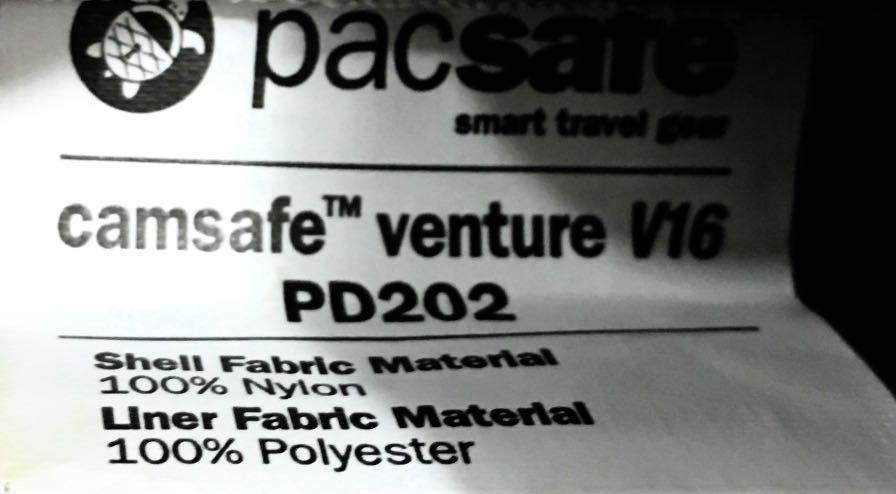 pacsafe
smart travel gear
camsafe™ venture V16
PD202
Shell Fabric Material
100% Nylon
Liner Fabric Material
100% Polyester